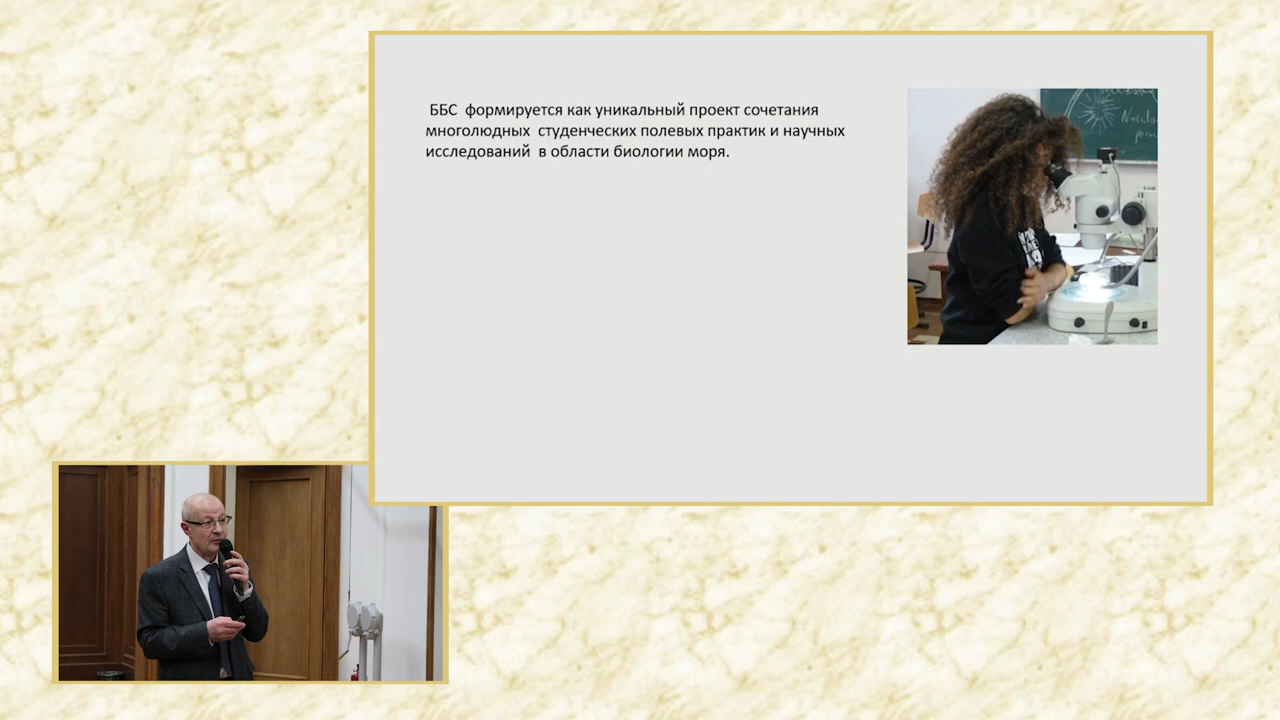 ББС  формируется как уникальный проект сочетания
многолюдных  студенческих полевых практик и научных
исследований  в области биологии моря.